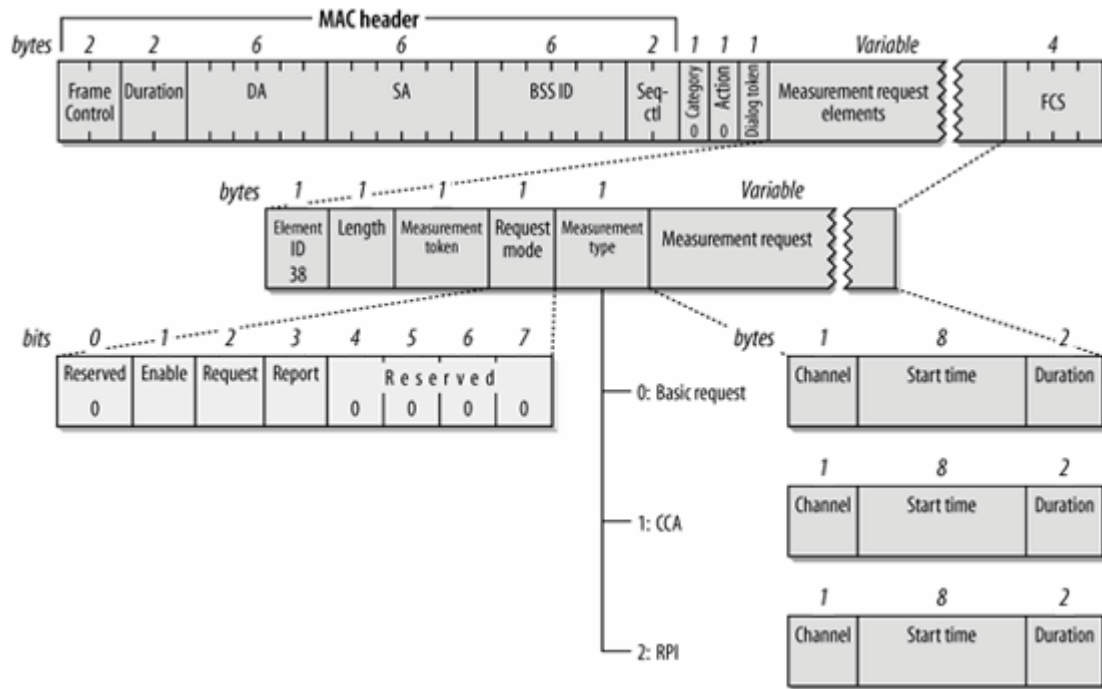 MAC header
bytes 2 2 6 6 6 2 1 1 1 Variable 4
Frame Control Duration DA SA BSS ID Seq-ctl Category 0 Action 0 Dialog token Measurement request elements FCS
bytes 1 1 1 1 1 Variable
Element ID 38 Length Measurement token Request mode Measurement type Measurement request
bits 0 1 2 3 4 5 6 7
Reserved 0 Enable Request Report Reserved 0 0 0 0
bytes 1 8 2
0: Basic request
Channel Start time Duration
1 8 2
1: CCA
Channel Start time Duration
1 8 2
2: RPI
Channel Start time Duration